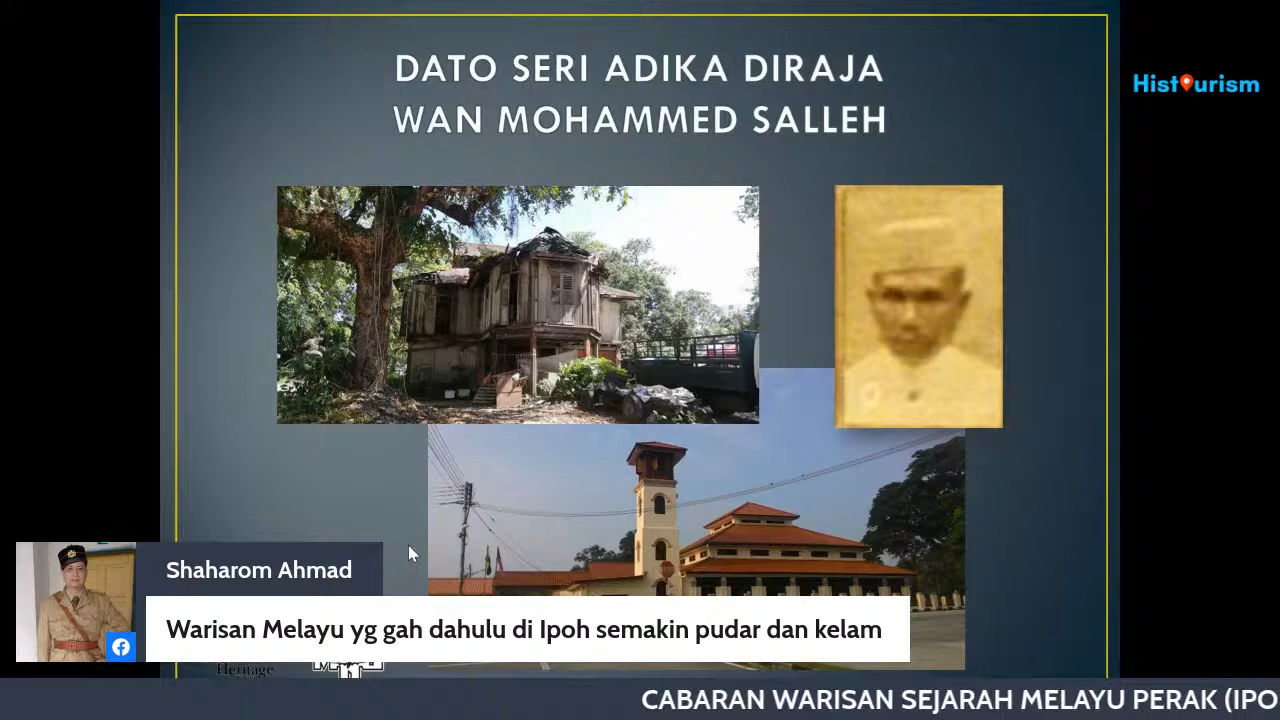 DATO SERI ADIKA DIRAJA
WAN MOHAMMED SALLEH
Histourism
Shaharom Ahmad
Warisan Melayu yg gah dahulu di Ipoh semakin pudar dan kelam
Heritage
CABARAN WARISAN SEJARAH MELAYU PERAK (IPO